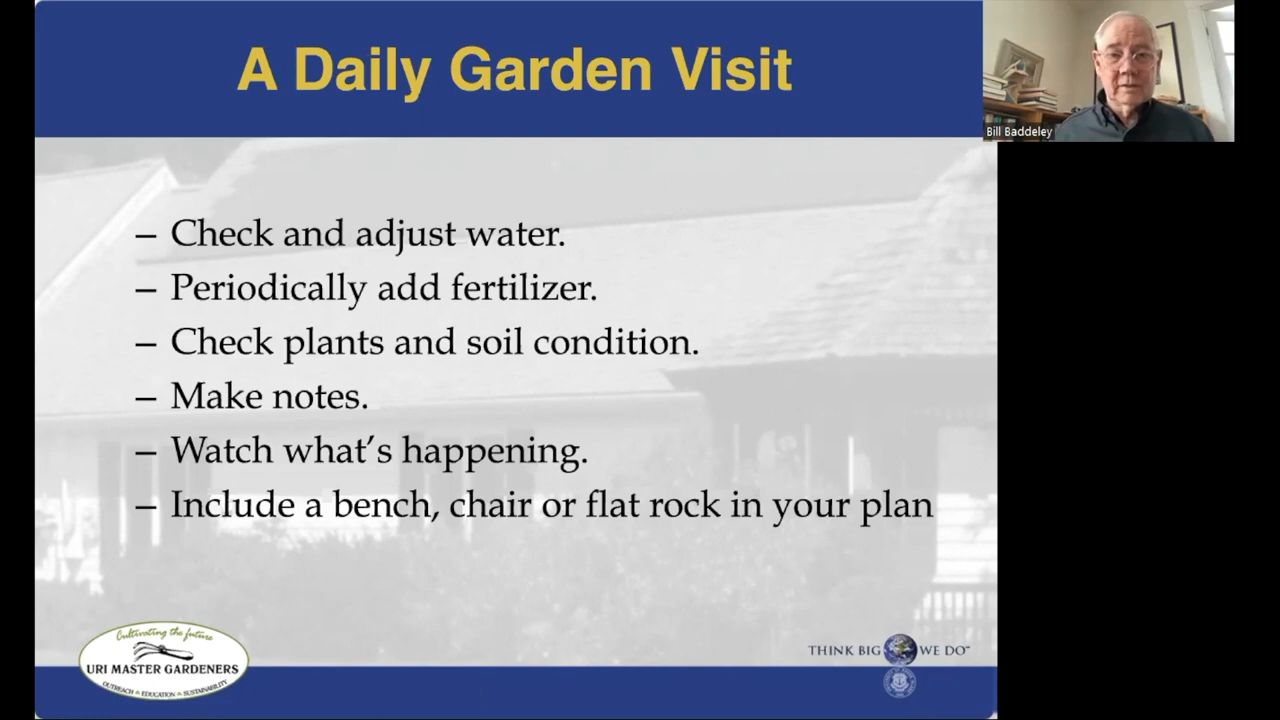 A Daily Garden Visit
Bill Baddeley
– Check and adjust water.
– Periodically add fertilizer.
– Check plants and soil condition.
– Make notes.
– Watch what’s happening.
– Include a bench, chair or flat rock in your plan
Cultivating the future
URI MASTER GARDENERS
OUTREACH EDUCATION SUSTAINABILITY
THINK BIG WE DO™